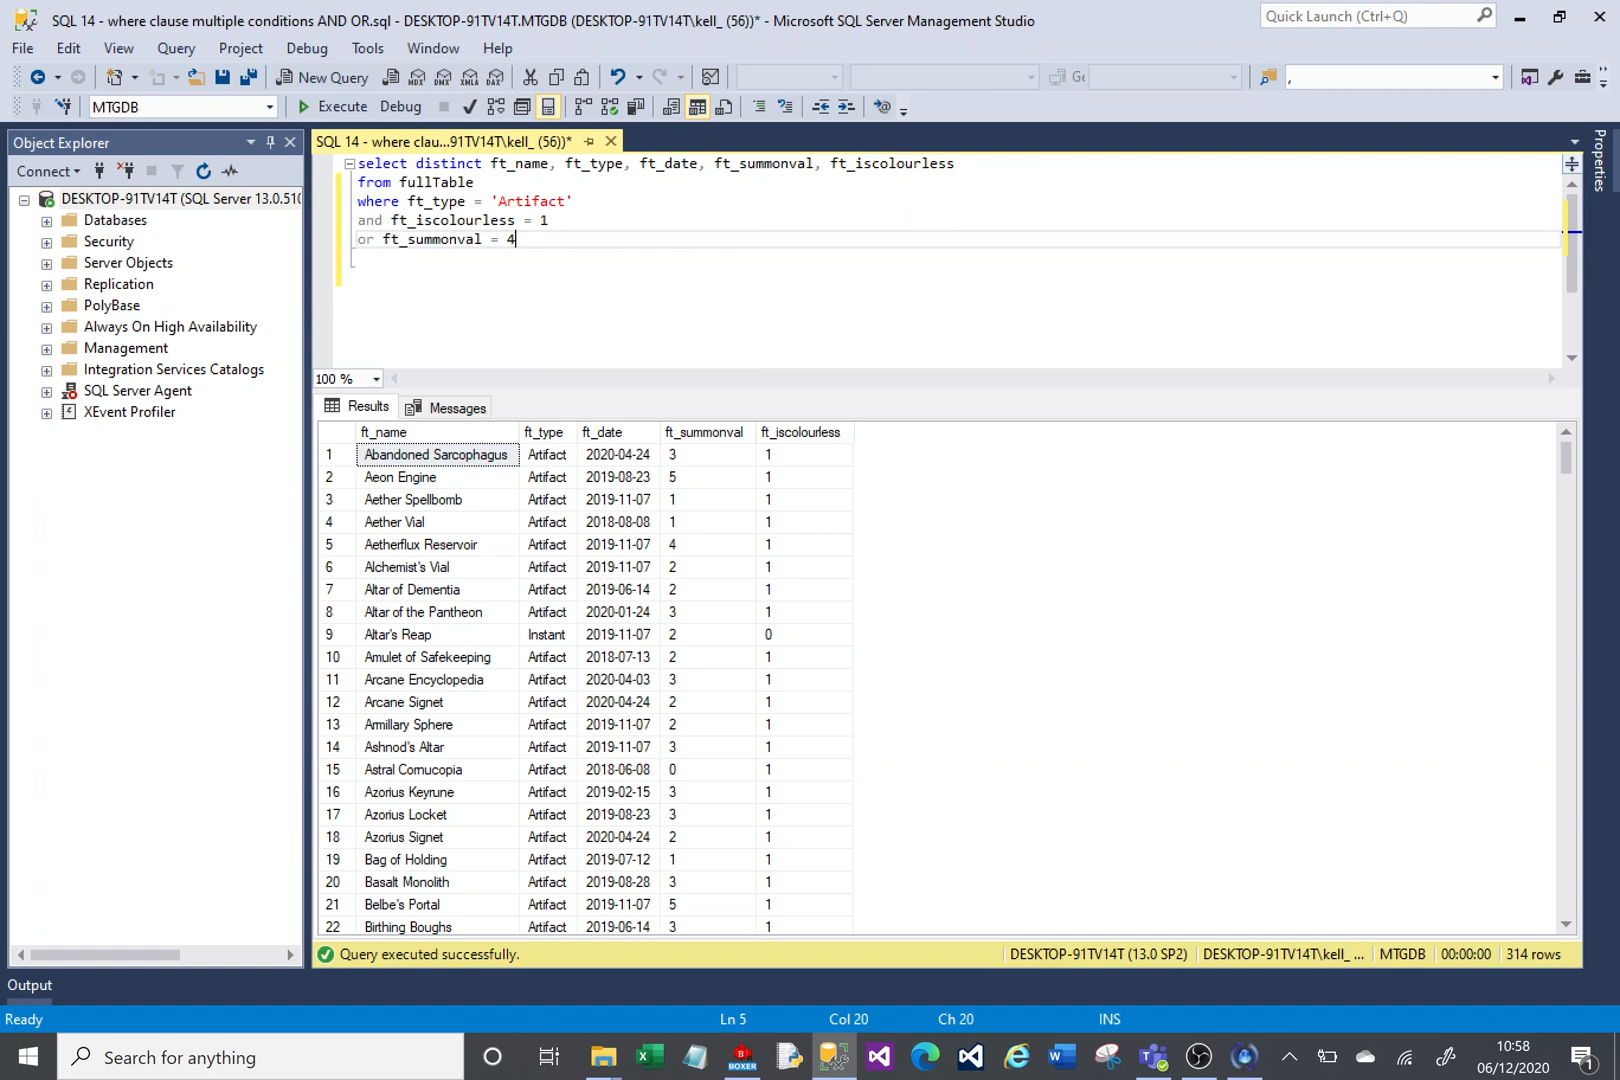 SQL 14 - where clause multiple conditions AND OR.sql - DESKTOP-91TV14T.MTGDB (DESKTOP-91TV14T\kell_ (56))* - Microsoft SQL Server Management Studio
Quick Launch (Ctrl+Q)
File Edit View Query Project Debug Tools Window Help
New Query MDX DMX XMLA DAX Ge ,
MTGDB Execute Debug
Object Explorer
SQL 14 - where clau...91TV14T\kell_ (56))*
Properties
Connect
DESKTOP-91TV14T (SQL Server 13.0.510
Databases
Security
Server Objects
Replication
PolyBase
Always On High Availability
Management
Integration Services Catalogs
SQL Server Agent
XEvent Profiler
select distinct ft_name, ft_type, ft_date, ft_summonval, ft_iscolourless
from fullTable
where ft_type = 'Artifact'
and ft_iscolourless = 1
or ft_summonval = 4
100 %
Results Messages
ft_name ft_type ft_date ft_summonval ft_iscolourless
1 Abandoned Sarcophagus Artifact 2020-04-24 3 1
2 Aeon Engine Artifact 2019-08-23 5 1
3 Aether Spellbomb Artifact 2019-11-07 1 1
4 Aether Vial Artifact 2018-08-08 1 1
5 Aetherflux Reservoir Artifact 2019-11-07 4 1
6 Alchemist's Vial Artifact 2019-11-07 2 1
7 Altar of Dementia Artifact 2019-06-14 2 1
8 Altar of the Pantheon Artifact 2020-01-24 3 1
9 Altar's Reap Instant 2019-11-07 2 0
10 Amulet of Safekeeping Artifact 2018-07-13 2 1
11 Arcane Encyclopedia Artifact 2020-04-03 3 1
12 Arcane Signet Artifact 2020-04-24 2 1
13 Armillary Sphere Artifact 2019-11-07 2 1
14 Ashnod's Altar Artifact 2019-11-07 3 1
15 Astral Cornucopia Artifact 2018-06-08 0 1
16 Azorius Keyrune Artifact 2019-02-15 3 1
17 Azorius Locket Artifact 2019-08-23 3 1
18 Azorius Signet Artifact 2020-04-24 2 1
19 Bag of Holding Artifact 2019-07-12 1 1
20 Basalt Monolith Artifact 2019-08-28 3 1
21 Belbe's Portal Artifact 2019-11-07 5 1
22 Birthing Boughs Artifact 2019-06-14 3 1
Query executed successfully. DESKTOP-91TV14T (13.0 SP2) DESKTOP-91TV14T\kell_ ... MTGDB 00:00:00 314 rows
Output
Ready Ln 5 Col 20 Ch 20 INS
Search for anything
BOXER
10:58
06/12/2020
1